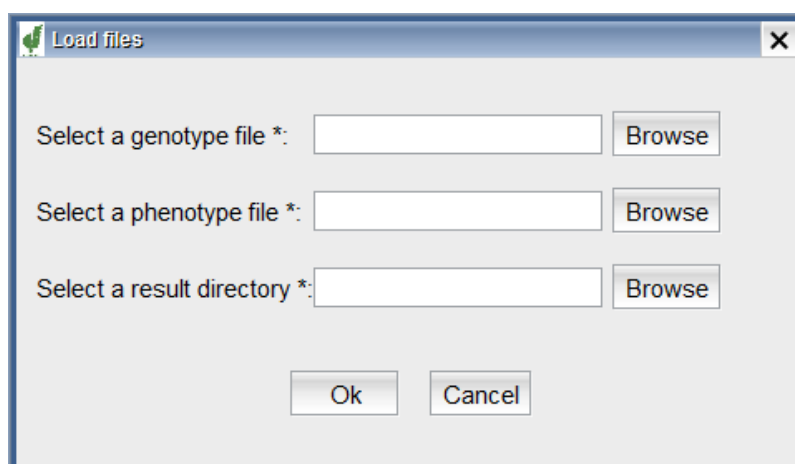 Load files
Select a genotype file *: Browse
Select a phenotype file *: Browse
Select a result directory *: Browse
Ok Cancel